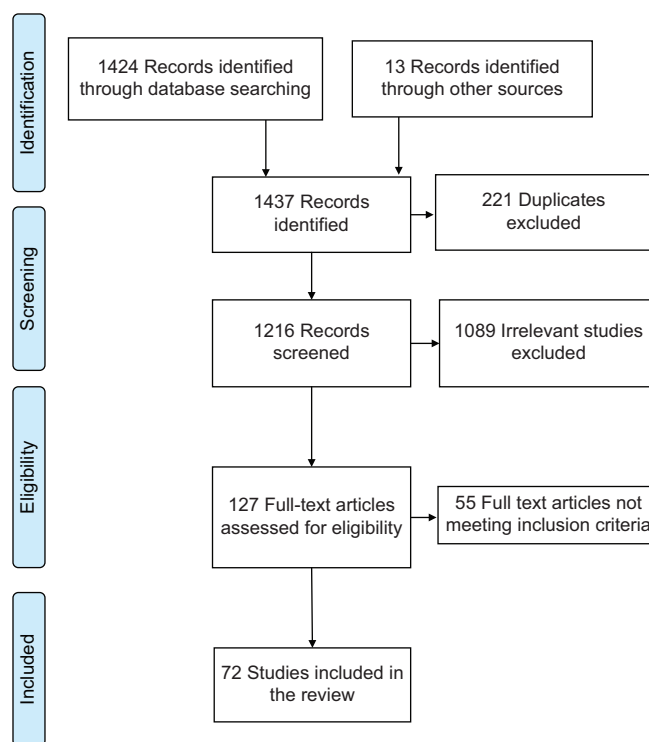 Identification
1424 Records identified
through database searching
13 Records identified
through other sources
1437 Records
identified
221 Duplicates
excluded
Screening
1216 Records
screened
1089 Irrelevant studies
excluded
Eligibility
127 Full-text articles
assessed for eligibility
55 Full text articles not
meeting inclusion criteria
Included
72 Studies included in
the review